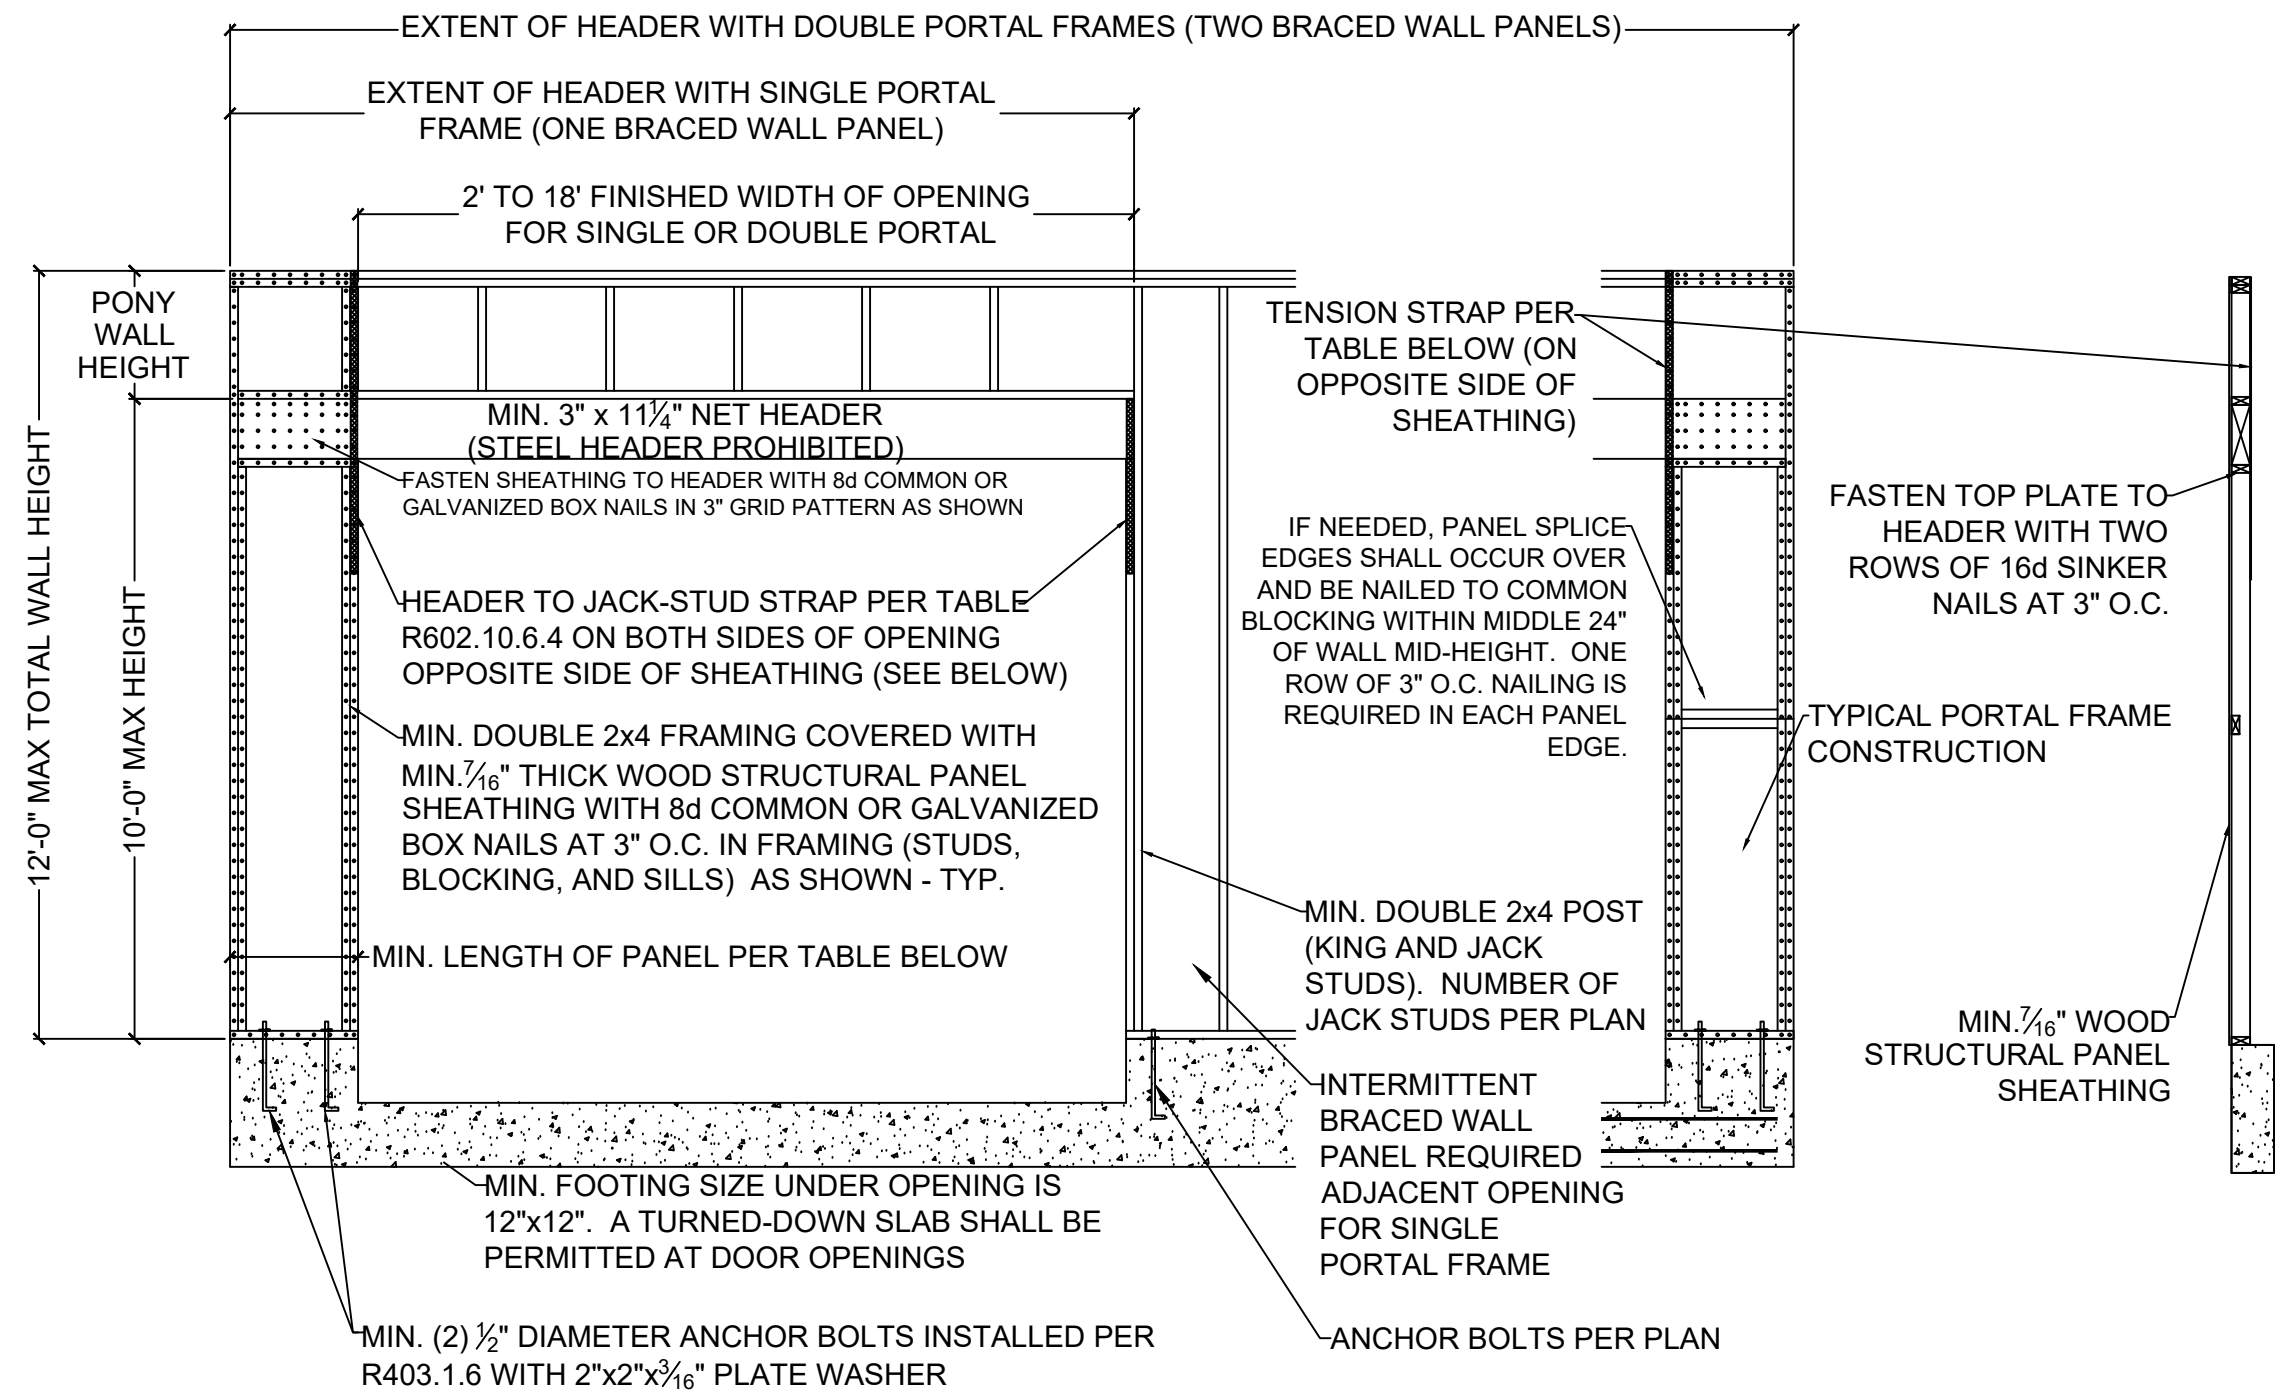 EXTENT OF HEADER WITH DOUBLE PORTAL FRAMES (TWO BRACED WALL PANELS)
EXTENT OF HEADER WITH SINGLE PORTAL
FRAME (ONE BRACED WALL PANEL)
2' TO 18' FINISHED WIDTH OF OPENING
FOR SINGLE OR DOUBLE PORTAL
PONY
WALL
HEIGHT
12'-0" MAX TOTAL WALL HEIGHT
10'-0" MAX HEIGHT
MIN. 3" x 11¼" NET HEADER
(STEEL HEADER PROHIBITED)
FASTEN SHEATHING TO HEADER WITH 8d COMMON OR
GALVANIZED BOX NAILS IN 3" GRID PATTERN AS SHOWN
HEADER TO JACK-STUD STRAP PER TABLE
R602.10.6.4 ON BOTH SIDES OF OPENING
OPPOSITE SIDE OF SHEATHING (SEE BELOW)
MIN. DOUBLE 2x4 FRAMING COVERED WITH
MIN.7⁄16" THICK WOOD STRUCTURAL PANEL
SHEATHING WITH 8d COMMON OR GALVANIZED
BOX NAILS AT 3" O.C. IN FRAMING (STUDS,
BLOCKING, AND SILLS) AS SHOWN - TYP.
MIN. LENGTH OF PANEL PER TABLE BELOW
MIN. FOOTING SIZE UNDER OPENING IS
12"x12". A TURNED-DOWN SLAB SHALL BE
PERMITTED AT DOOR OPENINGS
MIN. (2) ½" DIAMETER ANCHOR BOLTS INSTALLED PER
R403.1.6 WITH 2"x2"x3⁄16" PLATE WASHER
TENSION STRAP PER
TABLE BELOW (ON
OPPOSITE SIDE OF
SHEATHING)
IF NEEDED, PANEL SPLICE
EDGES SHALL OCCUR OVER
AND BE NAILED TO COMMON
BLOCKING WITHIN MIDDLE 24"
OF WALL MID-HEIGHT. ONE
ROW OF 3" O.C. NAILING IS
REQUIRED IN EACH PANEL
EDGE.
MIN. DOUBLE 2x4 POST
(KING AND JACK
STUDS). NUMBER OF
JACK STUDS PER PLAN
INTERMITTENT
BRACED WALL
PANEL REQUIRED
ADJACENT OPENING
FOR SINGLE
PORTAL FRAME
ANCHOR BOLTS PER PLAN
FASTEN TOP PLATE TO
HEADER WITH TWO
ROWS OF 16d SINKER
NAILS AT 3" O.C.
TYPICAL PORTAL FRAME
CONSTRUCTION
MIN.7⁄16" WOOD
STRUCTURAL PANEL
SHEATHING